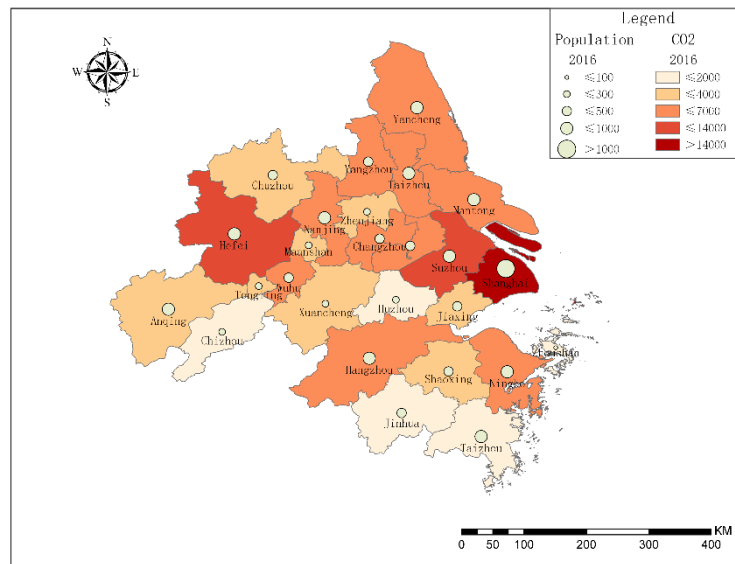 Legend
Population
2016
≤100
≤300
≤500
≤1000
>1000
CO2
2016
≤2000
≤4000
≤7000
≤14000
>14000
N
W
L
S
Yancheng
Yangzhou
Taizhou
Chuzhou
Nantong
Zhenjiang
Nanjing
Hefei
Changzhou
Maanshan
Suzhou
Shanghai
Wuhu
Tongling
Xuancheng
Huzhou
Jiaxing
Anqing
Chizhou
Hangzhou
Shaoxing
Ningbo
Jinhua
Taizhou
0 25 50 100 200 300 400
KM